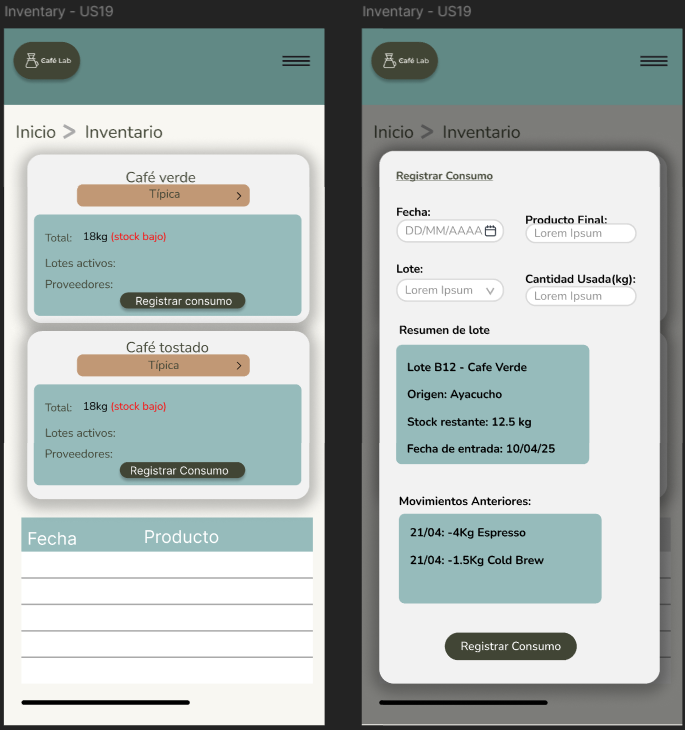 Inventary - US19
Café Lab
Inicio > Inventario
Café verde
Típica
Total: 18kg (stock bajo)
Lotes activos:
Proveedores:
Registrar consumo
Café tostado
Típica
Total: 18kg (stock bajo)
Lotes activos:
Proveedores:
Registrar Consumo
Fecha Producto
Inventary - US19
Café Lab
Inicio > Inventario
Registrar Consumo
Fecha:
DD/MM/AAAA
Producto Final:
Lorem Ipsum
Lote:
Lorem Ipsum
Cantidad Usada(kg):
Lorem Ipsum
Resumen de lote
Lote B12 - Cafe Verde
Origen: Ayacucho
Stock restante: 12.5 kg
Fecha de entrada: 10/04/25
Movimientos Anteriores:
21/04: -4Kg Espresso
21/04: -1.5Kg Cold Brew
Registrar Consumo